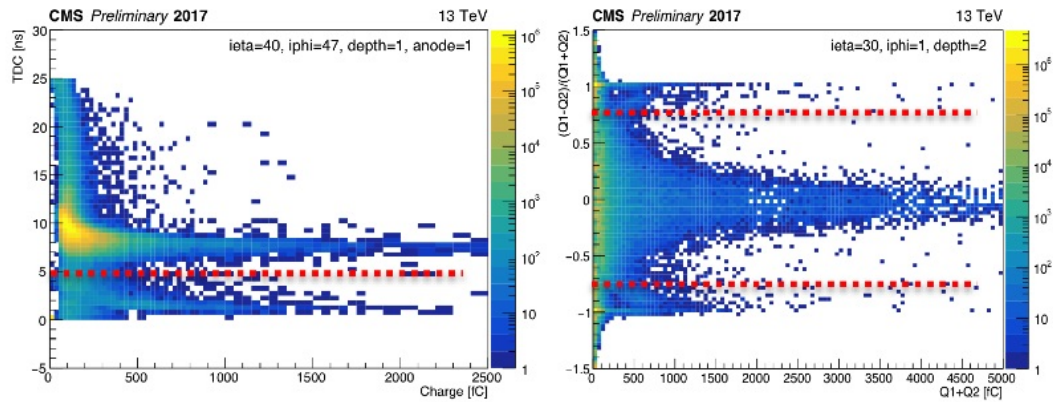 CMS Preliminary 2017 13 TeV
TDC [ns]
ieta=40, iphi=47, depth=1, anode=1
30
25
20
15
10
5
0
−5
0 500 1000 1500 2000 2500
Charge [fC]
10⁶
10⁵
10⁴
10³
10²
10
1
CMS Preliminary 2017 13 TeV
(Q1-Q2)/(Q1+Q2)
ieta=30, iphi=1, depth=2
1.5
1
0.5
0
−0.5
−1
−1.5
0 500 1000 1500 2000 2500 3000 3500 4000 4500 5000
Q1+Q2 [fC]
10⁵
10⁴
10³
10²
10
1